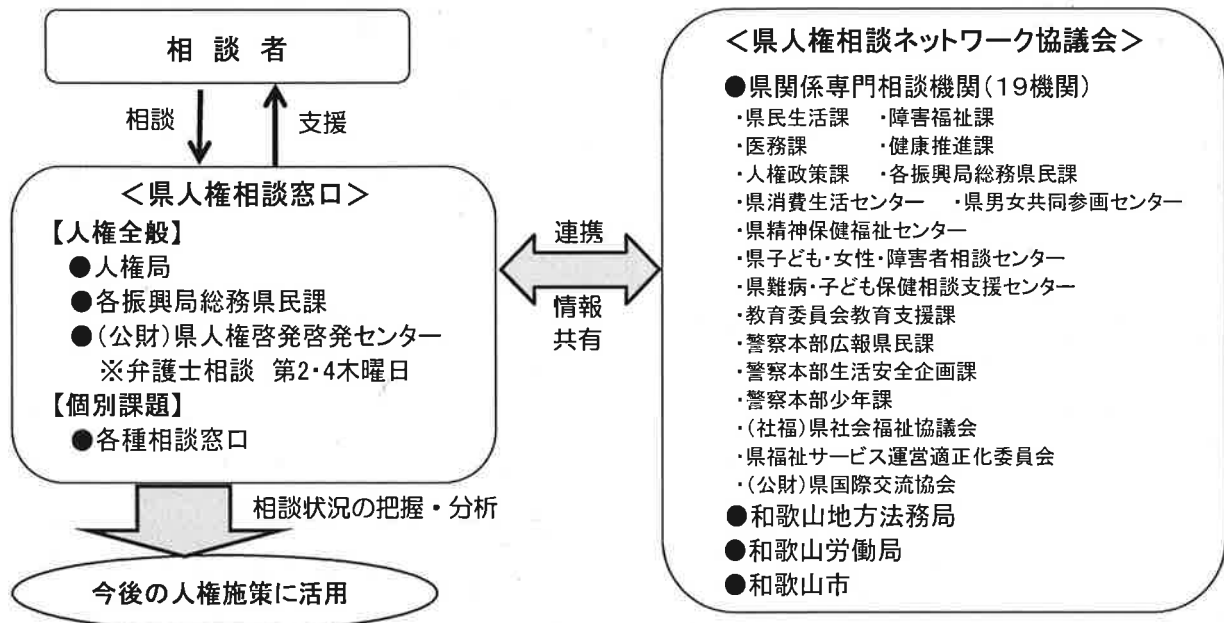 相 談 者
相談
支援
＜県人権相談窓口＞
【人権全般】
●人権局
●各振興局総務県民課
●(公財)県人権啓発啓発センター
※弁護士相談 第2・4木曜日
【個別課題】
●各種相談窓口
連携
情報
共有
相談状況の把握・分析
今後の人権施策に活用
＜県人権相談ネットワーク協議会＞
●県関係専門相談機関(19機関)
・県民生活課 ・障害福祉課
・医務課 ・健康推進課
・人権政策課 ・各振興局総務県民課
・県消費生活センター ・県男女共同参画センター
・県精神保健福祉センター
・県子ども・女性・障害者相談センター
・県難病・子ども保健相談支援センター
・教育委員会教育支援課
・警察本部広報県民課
・警察本部生活安全企画課
・警察本部少年課
・(社福)県社会福祉協議会
・県福祉サービス運営適正化委員会
・(公財)県国際交流協会
●和歌山地方法務局
●和歌山労働局
●和歌山市